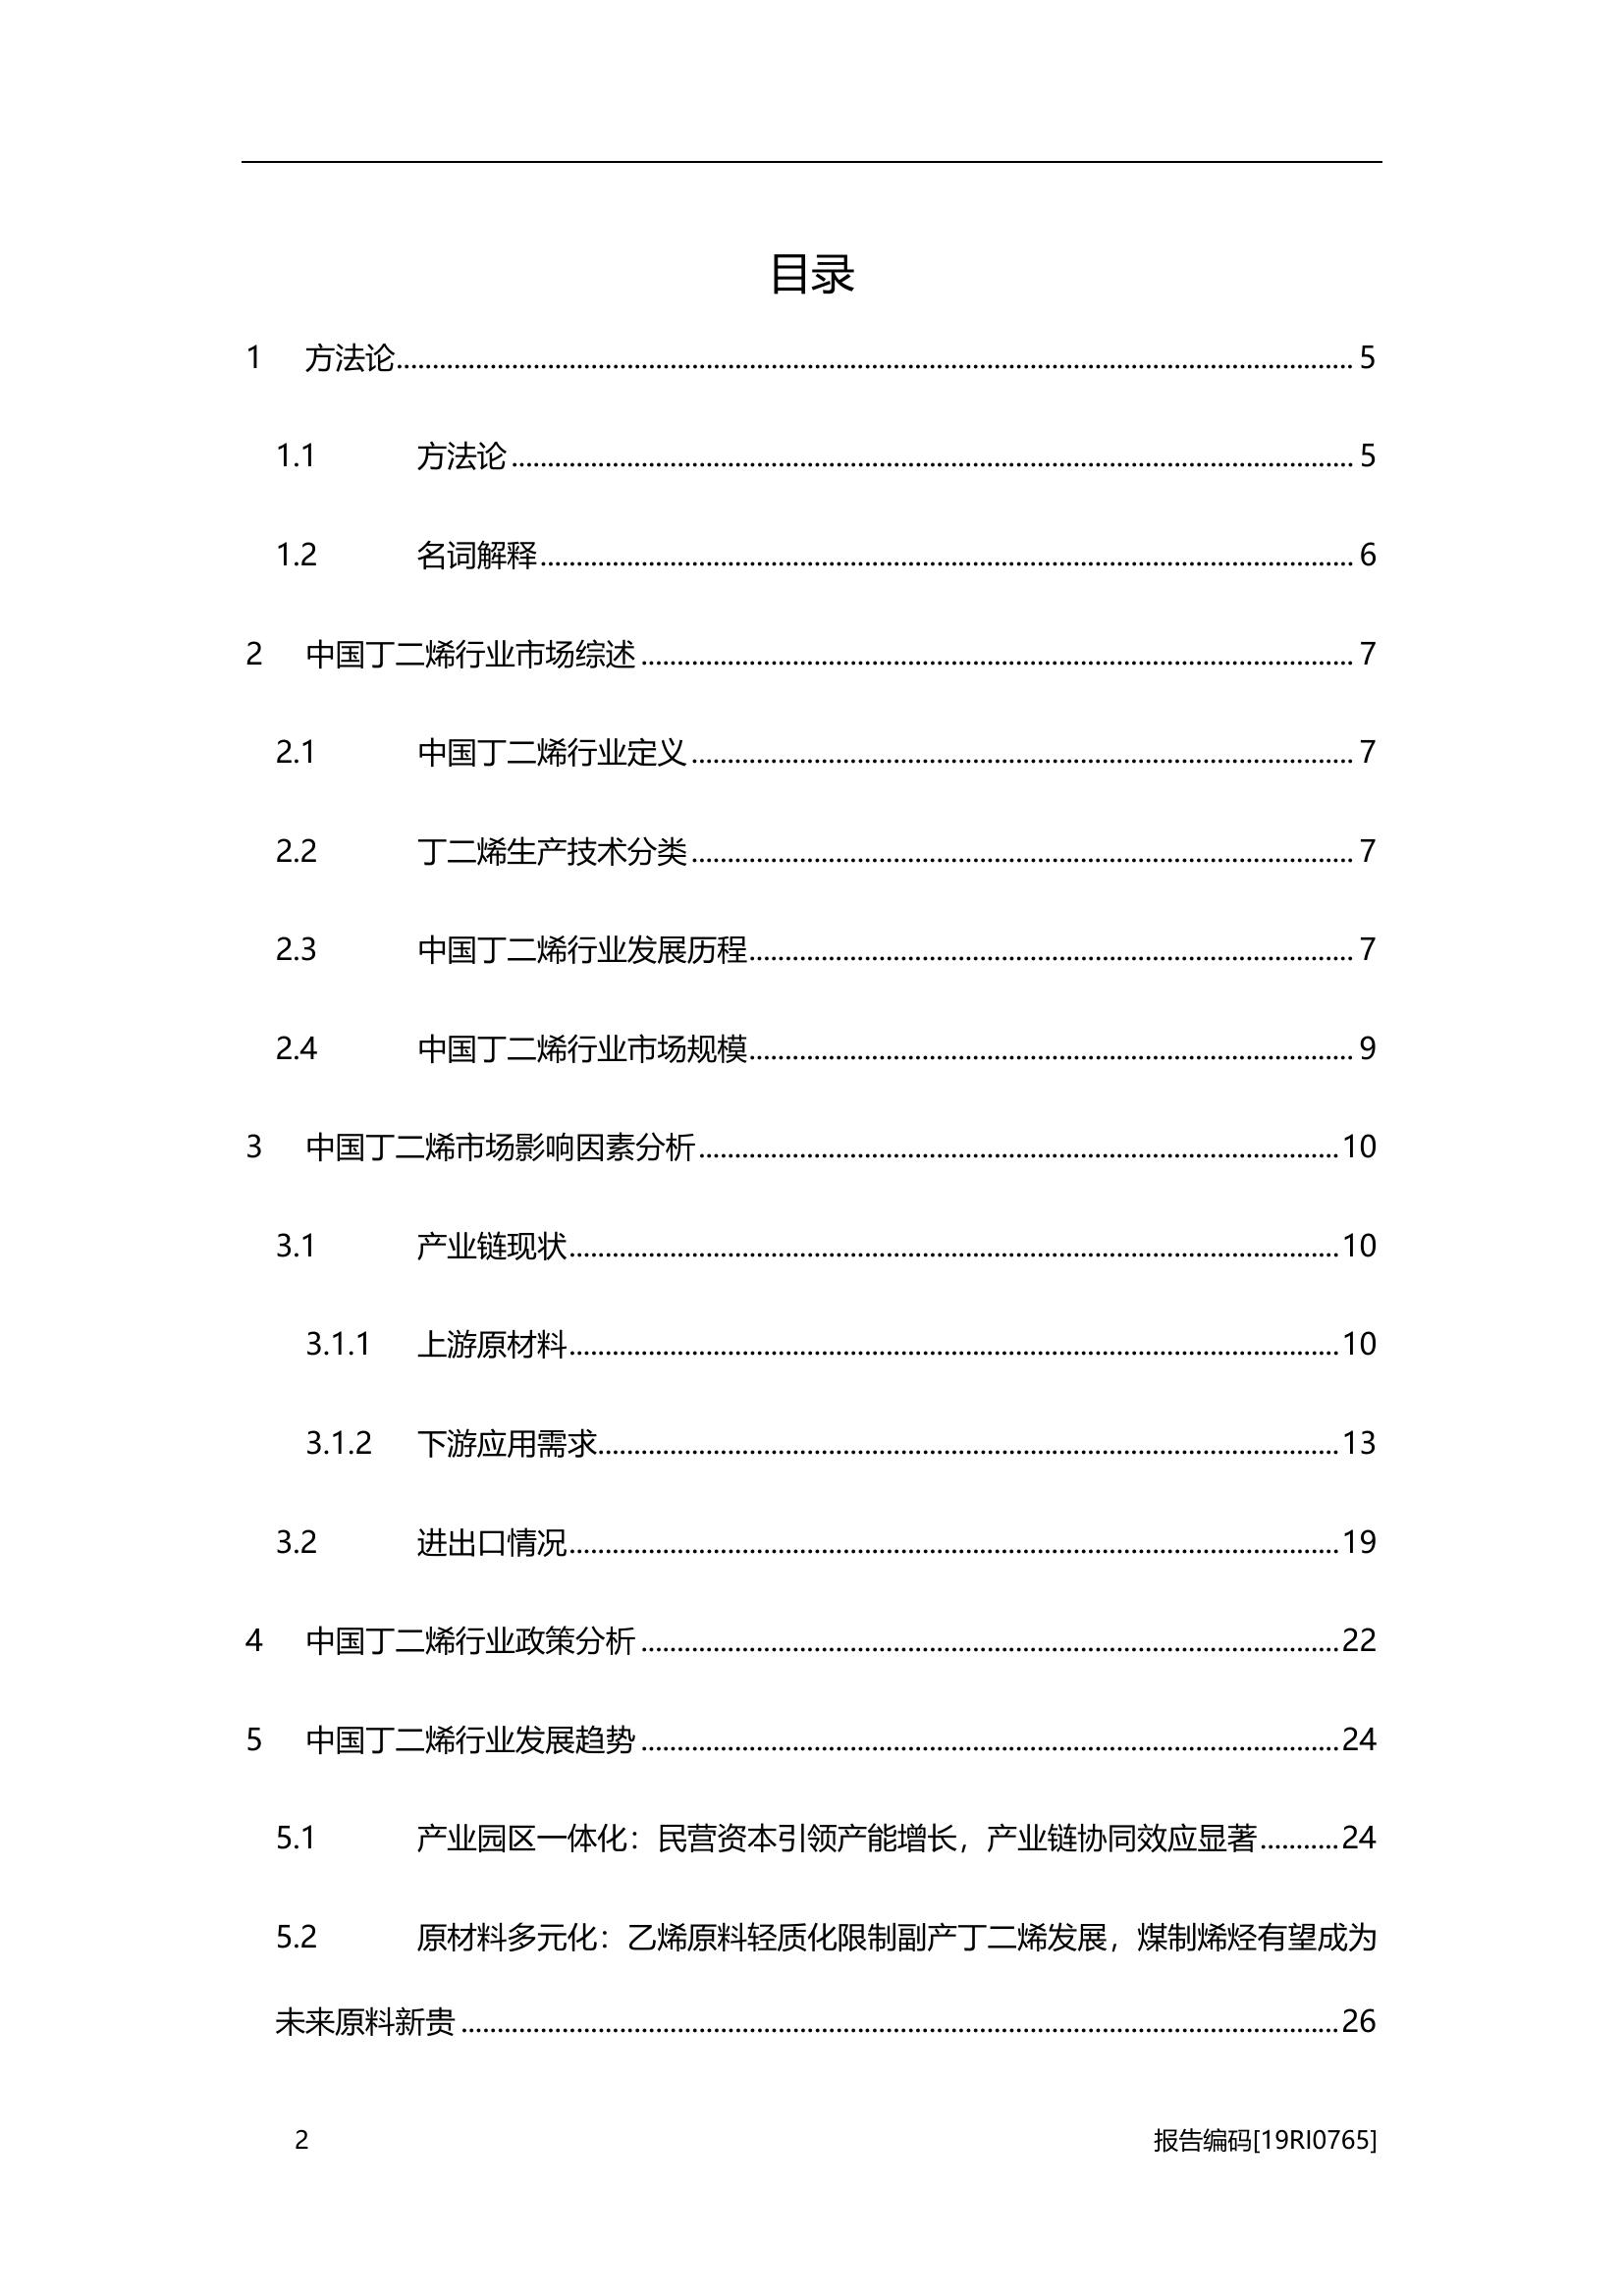 目录
1 方法论 5
1.1 方法论 5
1.2 名词解释 6
2 中国丁二烯行业市场综述 7
2.1 中国丁二烯行业定义 7
2.2 丁二烯生产技术分类 7
2.3 中国丁二烯行业发展历程 7
2.4 中国丁二烯行业市场规模 9
3 中国丁二烯市场影响因素分析 10
3.1 产业链现状 10
3.1.1 上游原材料 10
3.1.2 下游应用需求 13
3.2 进出口情况 19
4 中国丁二烯行业政策分析 22
5 中国丁二烯行业发展趋势 24
5.1 产业园区一体化：民营资本引领产能增长，产业链协同效应显著 24
5.2 原材料多元化：乙烯原料轻质化限制副产丁二烯发展，煤制烯烃有望成为
未来原料新贵 26
2 报告编码[19RI0765]